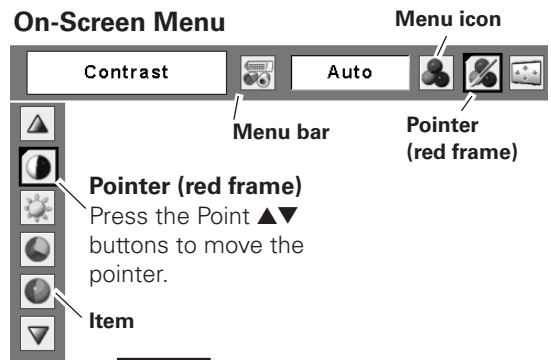 On-Screen Menu
Menu icon
Contrast
Auto
Menu bar
Pointer
(red frame)
Pointer (red frame)
Press the Point ▲▼
buttons to move the
pointer.
Item